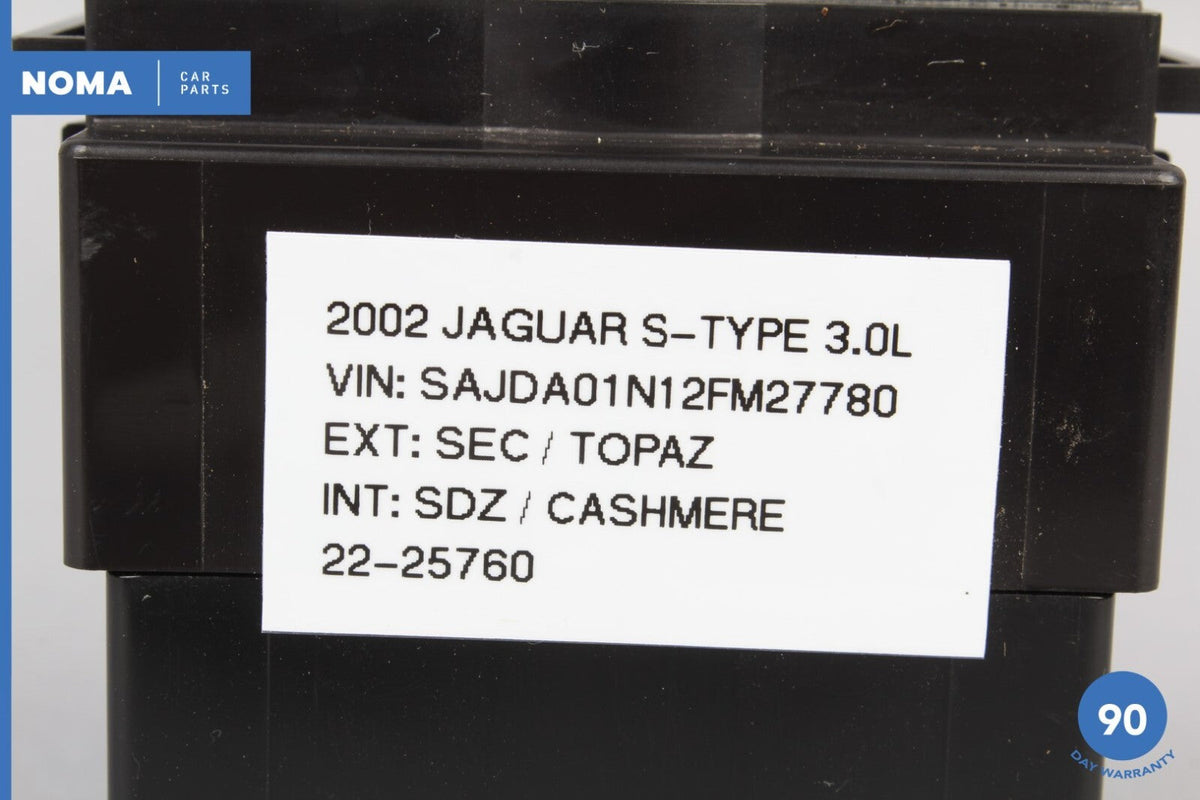 NOMA
CAR
PARTS
2002 JAGUAR S-TYPE 3.0L
VIN: SAJDA01N12FM27780
EXT: SEC / TOPAZ
INT: SDZ / CASHMERE
22-25760
90
DAY WARRANTY